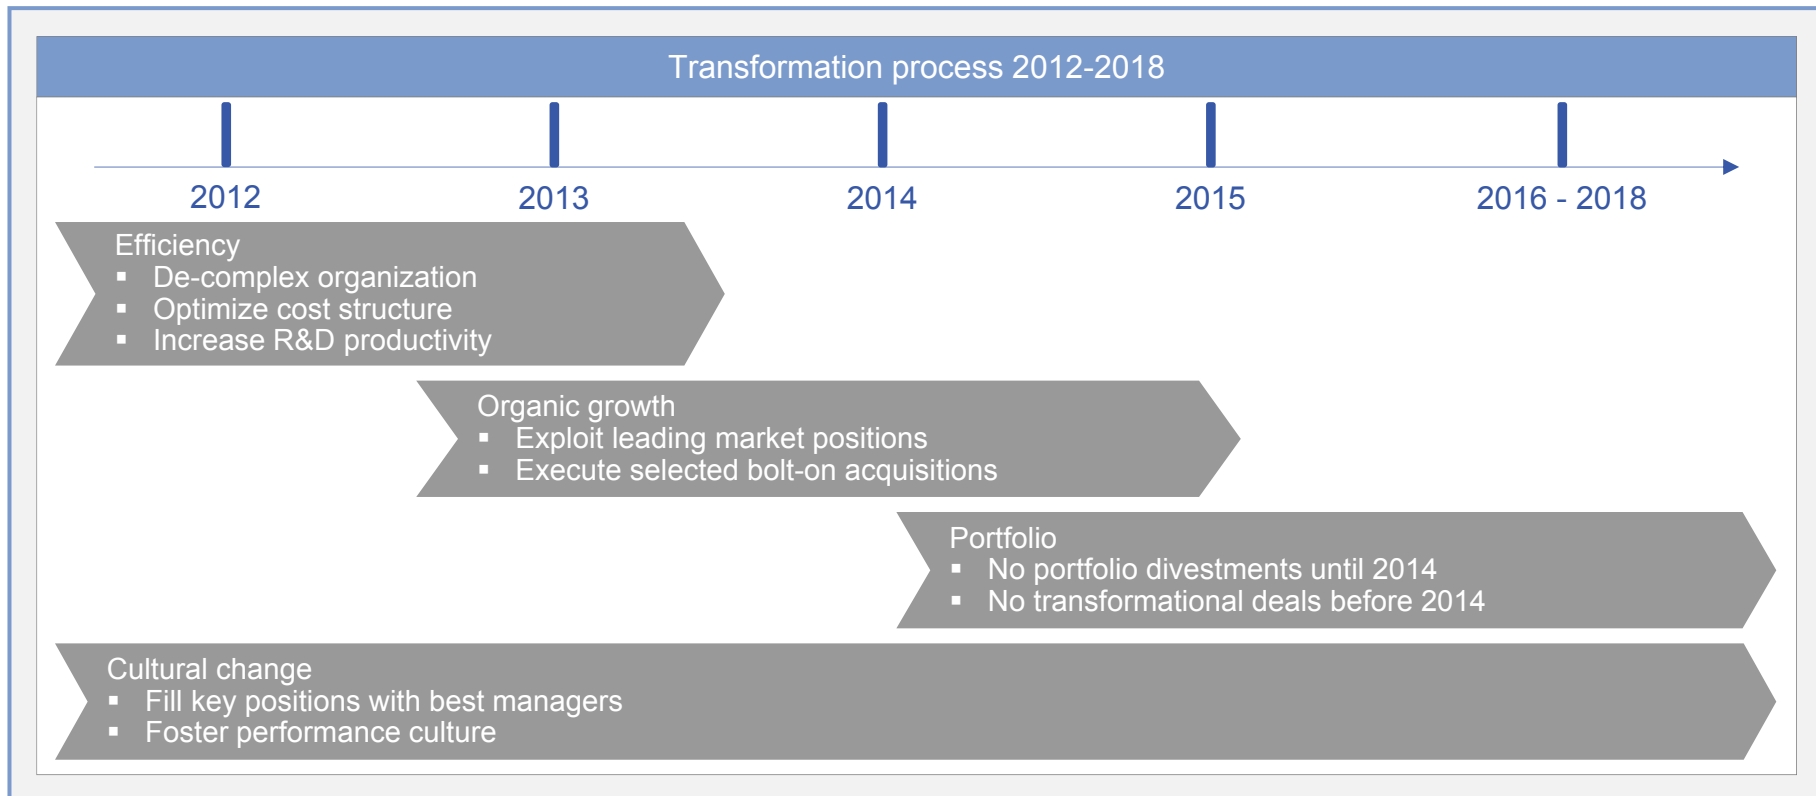 Transformation process 2012-2018
2012
2013
2014
2015
2016 - 2018
Efficiency
▪ De-complex organization
▪ Optimize cost structure
▪ Increase R&D productivity
Organic growth
▪ Exploit leading market positions
▪ Execute selected bolt-on acquisitions
Portfolio
▪ No portfolio divestments until 2014
▪ No transformational deals before 2014
Cultural change
▪ Fill key positions with best managers
▪ Foster performance culture